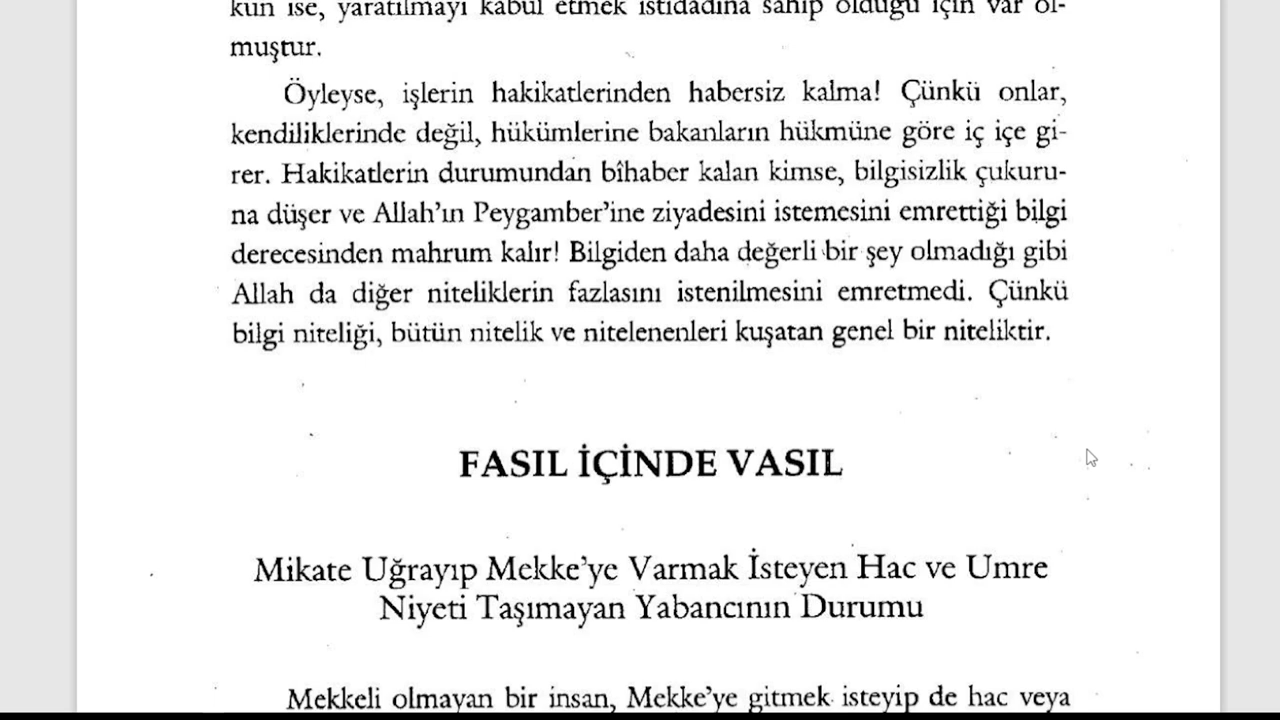 kün ise, yaratılmayı kabul etmek istidadına sahip olduğu için var ol-
muştur.
Öyleyse, işlerin hakikatlerinden habersiz kalma! Çünkü onlar,
kendiliklerinde değil, hükümlerine bakanların hükmüne göre iç içe gi-
rer. Hakikatlerin durumundan bîhaber kalan kimse, bilgisizlik çukuru-
na düşer ve Allah’ın Peygamber’ine ziyadesini istemesini emrettiği bilgi
derecesinden mahrum kalır! Bilgiden daha değerli bir şey olmadığı gibi
Allah da diğer niteliklerin fazlasını istenilmesini emretmedi. Çünkü
bilgi niteliği, bütün nitelik ve nitelenenleri kuşatan genel bir niteliktir.
FASIL İÇİNDE VASIL
Mikate Uğrayıp Mekke’ye Varmak İsteyen Hac ve Umre
Niyeti Taşımayan Yabancının Durumu
Mekkeli olmayan bir insan, Mekke’ye gitmek isteyip de hac veya